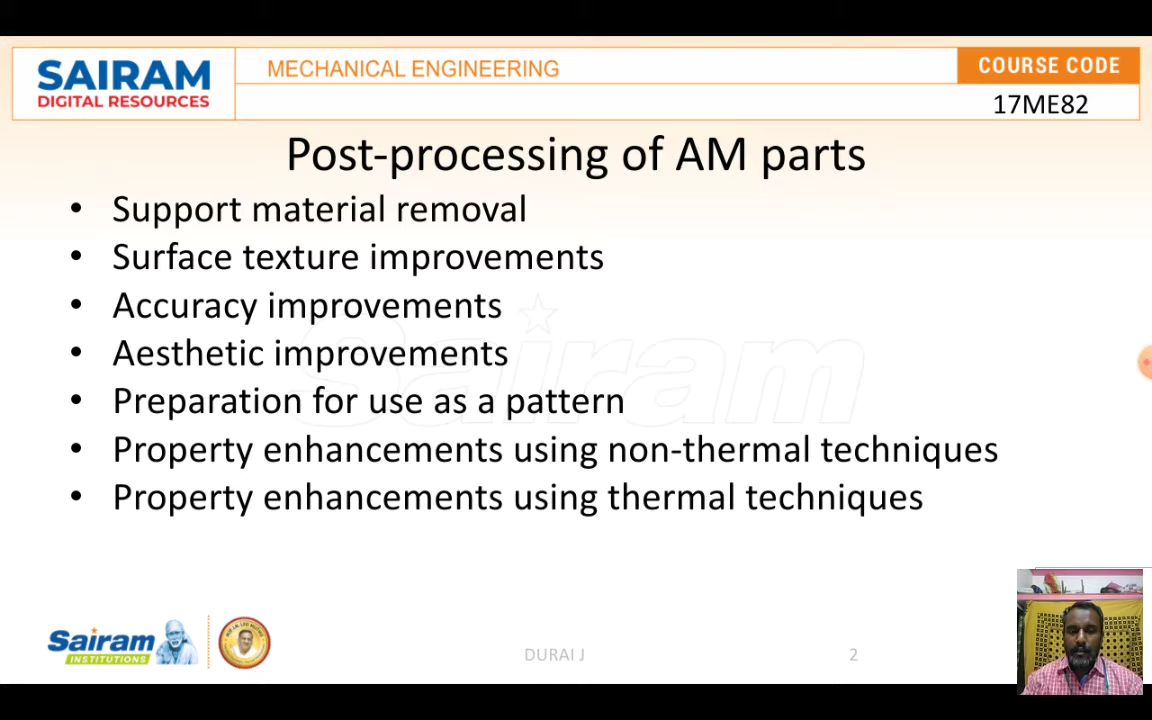 SAIRAM
DIGITAL RESOURCES
MECHANICAL ENGINEERING
COURSE CODE
17ME82
Post-processing of AM parts
• Support material removal
• Surface texture improvements
• Accuracy improvements
• Aesthetic improvements
• Preparation for use as a pattern
• Property enhancements using non-thermal techniques
• Property enhancements using thermal techniques
Sairam
Sairam
INSTITUTIONS
DURAI J
2